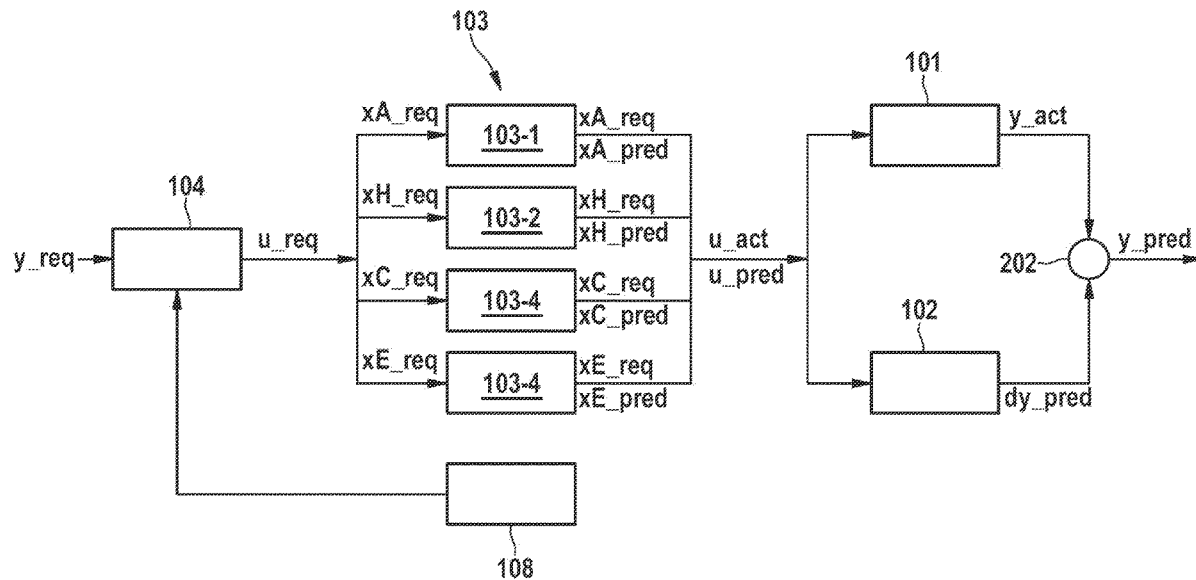 103
101
xA_req
103-1
xA_req
xA_pred
y_act
104
xH_req
103-2
xH_req
xH_pred
y_req
u_req
u_act
u_pred
202
y_pred
xC_req
103-4
xC_req
xC_pred
102
xE_req
103-4
xE_req
xE_pred
dy_pred
108